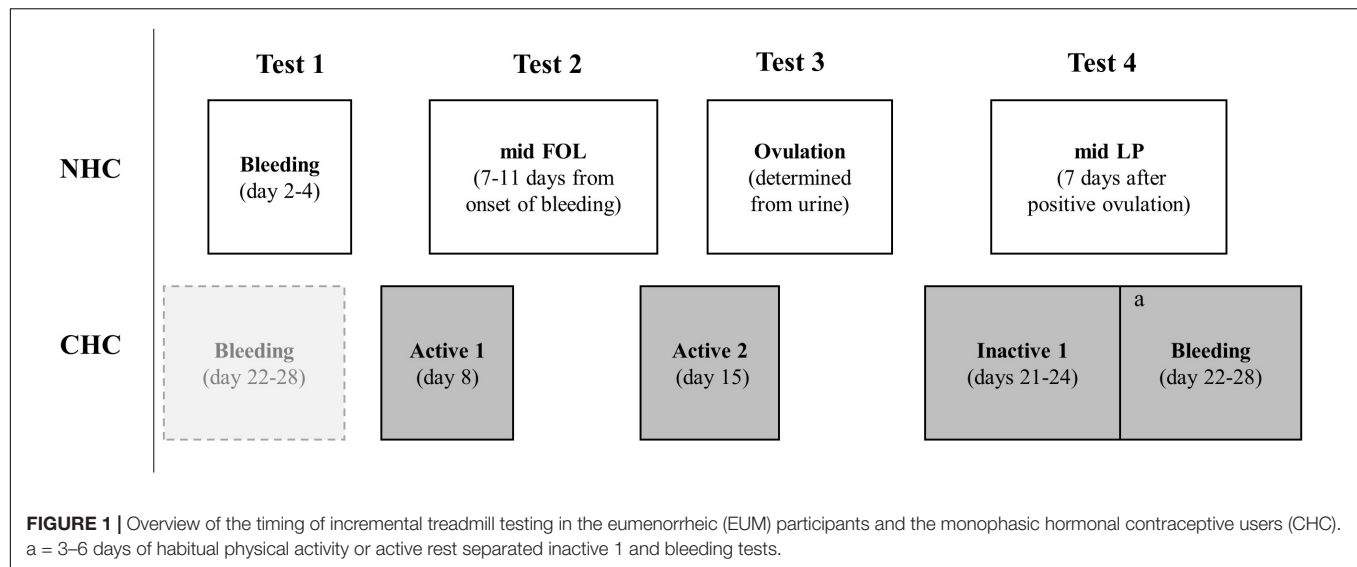 Test 1 Test 2 Test 3 Test 4
NHC
Bleeding
(day 2-4)
mid FOL
(7-11 days from
onset of bleeding)
Ovulation
(determined
from urine)
mid LP
(7 days after
positive ovulation)
CHC
Bleeding
(day 22-28)
Active 1
(day 8)
Active 2
(day 15)
Inactive 1
(days 21-24)
a
Bleeding
(day 22-28)
FIGURE 1 | Overview of the timing of incremental treadmill testing in the eumenorrheic (EUM) participants and the monophasic hormonal contraceptive users (CHC).
a = 3–6 days of habitual physical activity or active rest separated inactive 1 and bleeding tests.